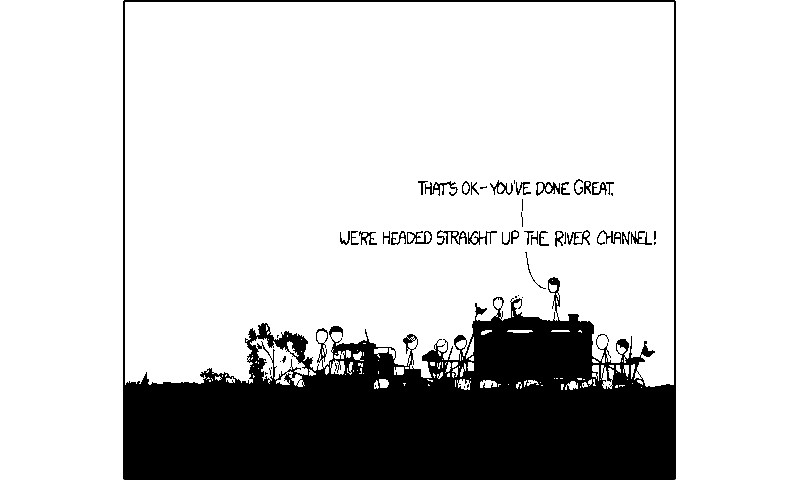 THAT'S OK—YOU'VE DONE GREAT.
WE'RE HEADED STRAIGHT UP THE RIVER CHANNEL!